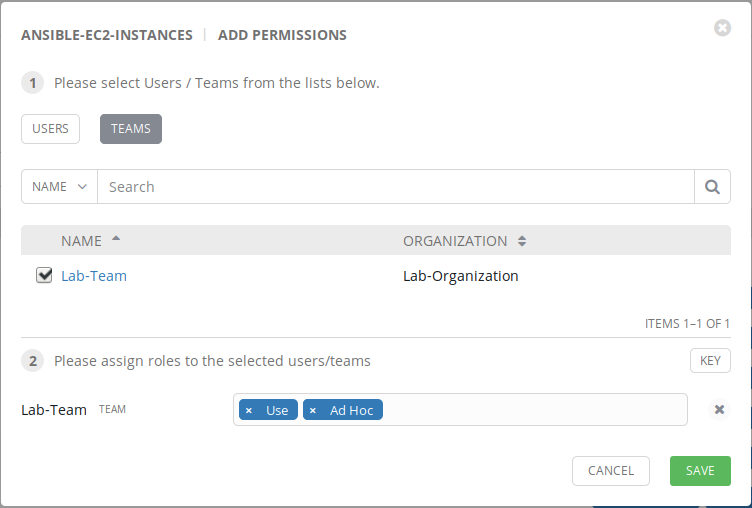 ANSIBLE-EC2-INSTANCES | ADD PERMISSIONS
1 Please select Users / Teams from the lists below.
USERS TEAMS
NAME Search
NAME ORGANIZATION
Lab-Team Lab-Organization
ITEMS 1–1 OF 1
2 Please assign roles to the selected users/teams KEY
Lab-Team TEAM × Use × Ad Hoc
CANCEL SAVE